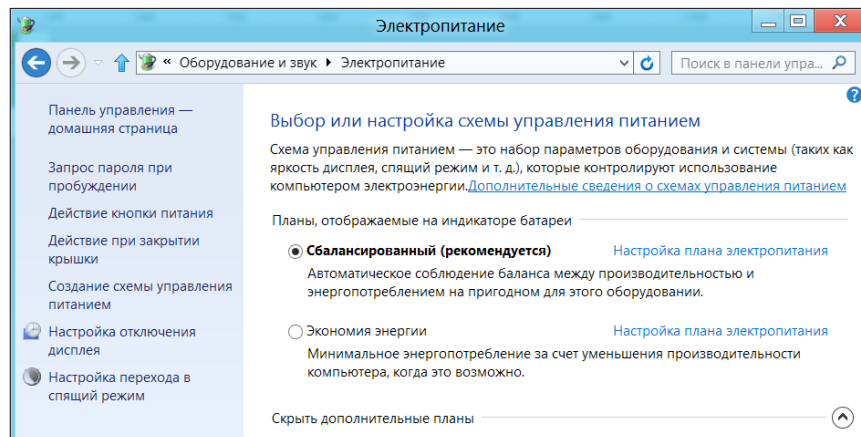 Электропитание
« Оборудование и звук ▸ Электропитание
Поиск в панели упра...
Панель управления —
домашняя страница
Запрос пароля при
пробуждении
Действие кнопки питания
Действие при закрытии
крышки
Создание схемы управления
питанием
Настройка отключения
дисплея
Настройка перехода в
спящий режим
Выбор или настройка схемы управления питанием
Схема управления питанием — это набор параметров оборудования и системы (таких как
яркость дисплея, спящий режим и т. д.), которые контролируют использование
компьютером электроэнергии.Дополнительные сведения о схемах управления питанием
Планы, отображаемые на индикаторе батареи
Сбалансированный (рекомендуется) Настройка плана электропитания
Автоматическое соблюдение баланса между производительностью и
энергопотреблением на пригодном для этого оборудовании.
Экономия энергии Настройка плана электропитания
Минимальное энергопотребление за счет уменьшения производительности
компьютера, когда это возможно.
Скрыть дополнительные планы